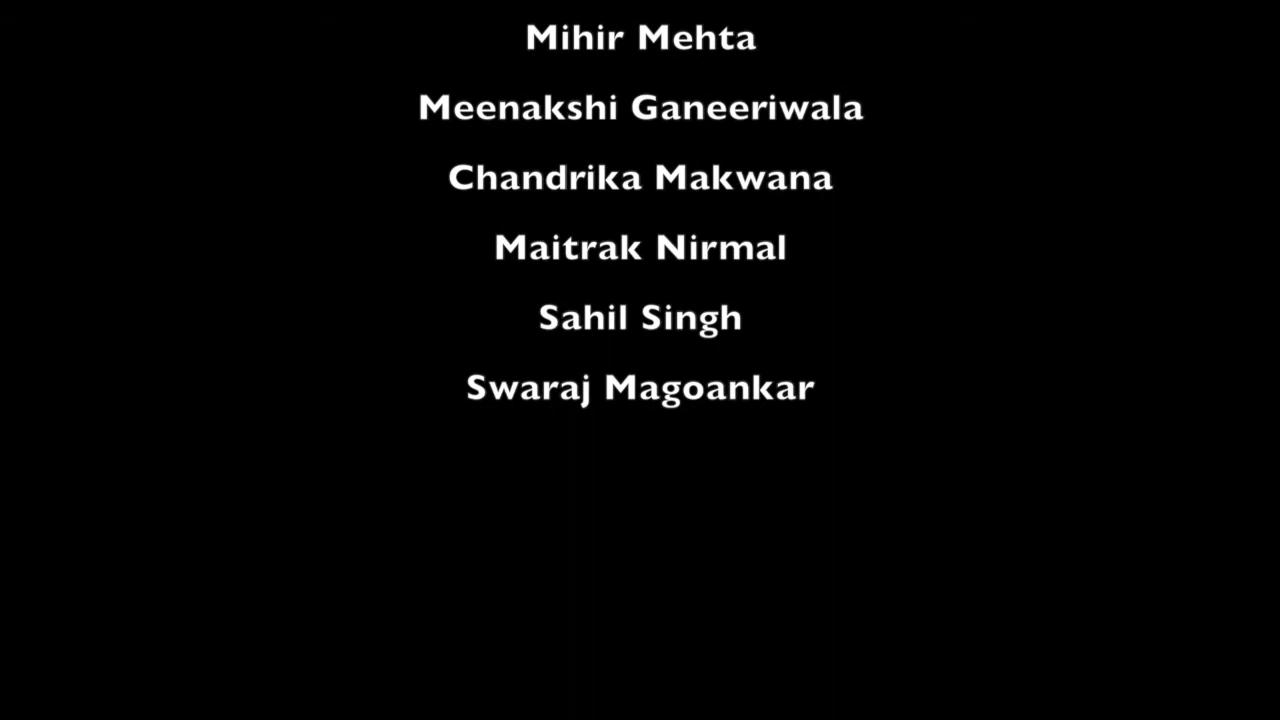 Mihir Mehta
Meenakshi Ganeeriwala
Chandrika Makwana
Maitrak Nirmal
Sahil Singh
Swaraj Magoankar